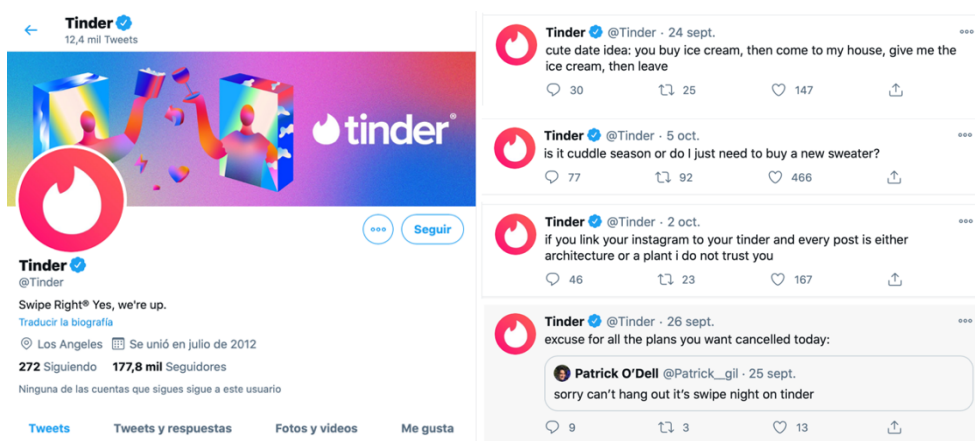 Tinder
12,4 mil Tweets
tinder®
Seguir
Tinder
@Tinder
Swipe Right® Yes, we're up.
Traducir la biografía
Los Angeles Se unió en julio de 2012
272 Siguiendo 177,8 mil Seguidores
Ninguna de las cuentas que sigues sigue a este usuario
Tweets Tweets y respuestas Fotos y videos Me gusta
Tinder @Tinder · 24 sept.
cute date idea: you buy ice cream, then come to my house, give me the
ice cream, then leave
30 25 147
Tinder @Tinder · 5 oct.
is it cuddle season or do I just need to buy a new sweater?
77 92 466
Tinder @Tinder · 2 oct.
if you link your instagram to your tinder and every post is either
architecture or a plant i do not trust you
46 23 167
Tinder @Tinder · 26 sept.
excuse for all the plans you want cancelled today:
Patrick O'Dell @Patrick__gil · 25 sept.
sorry can't hang out it's swipe night on tinder
9 3 13